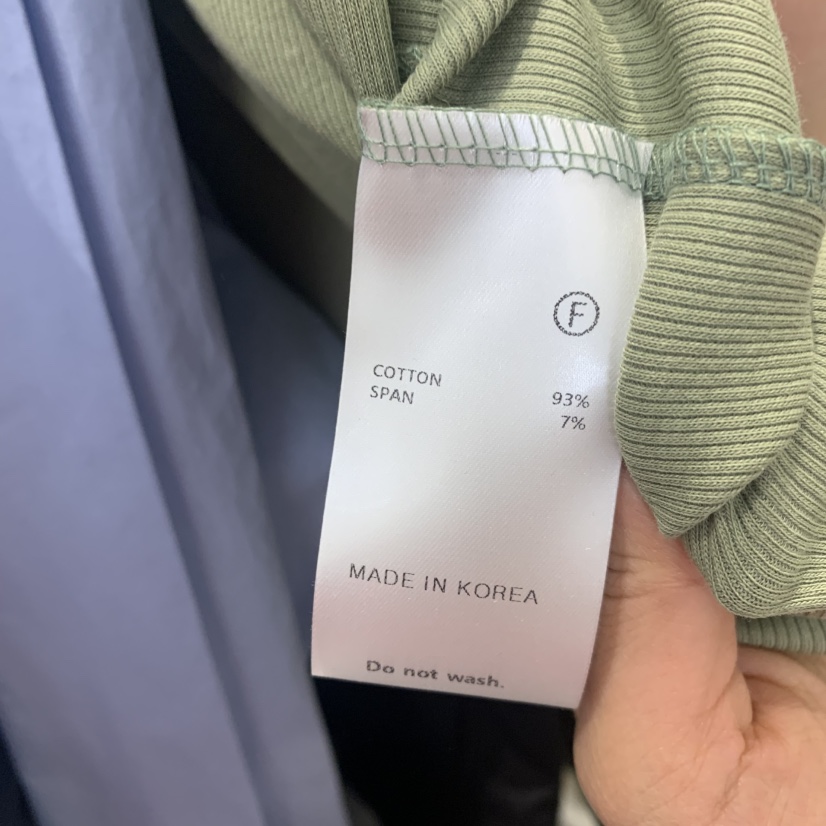 F
COTTON 93%
SPAN 7%
MADE IN KOREA
Do not wash.